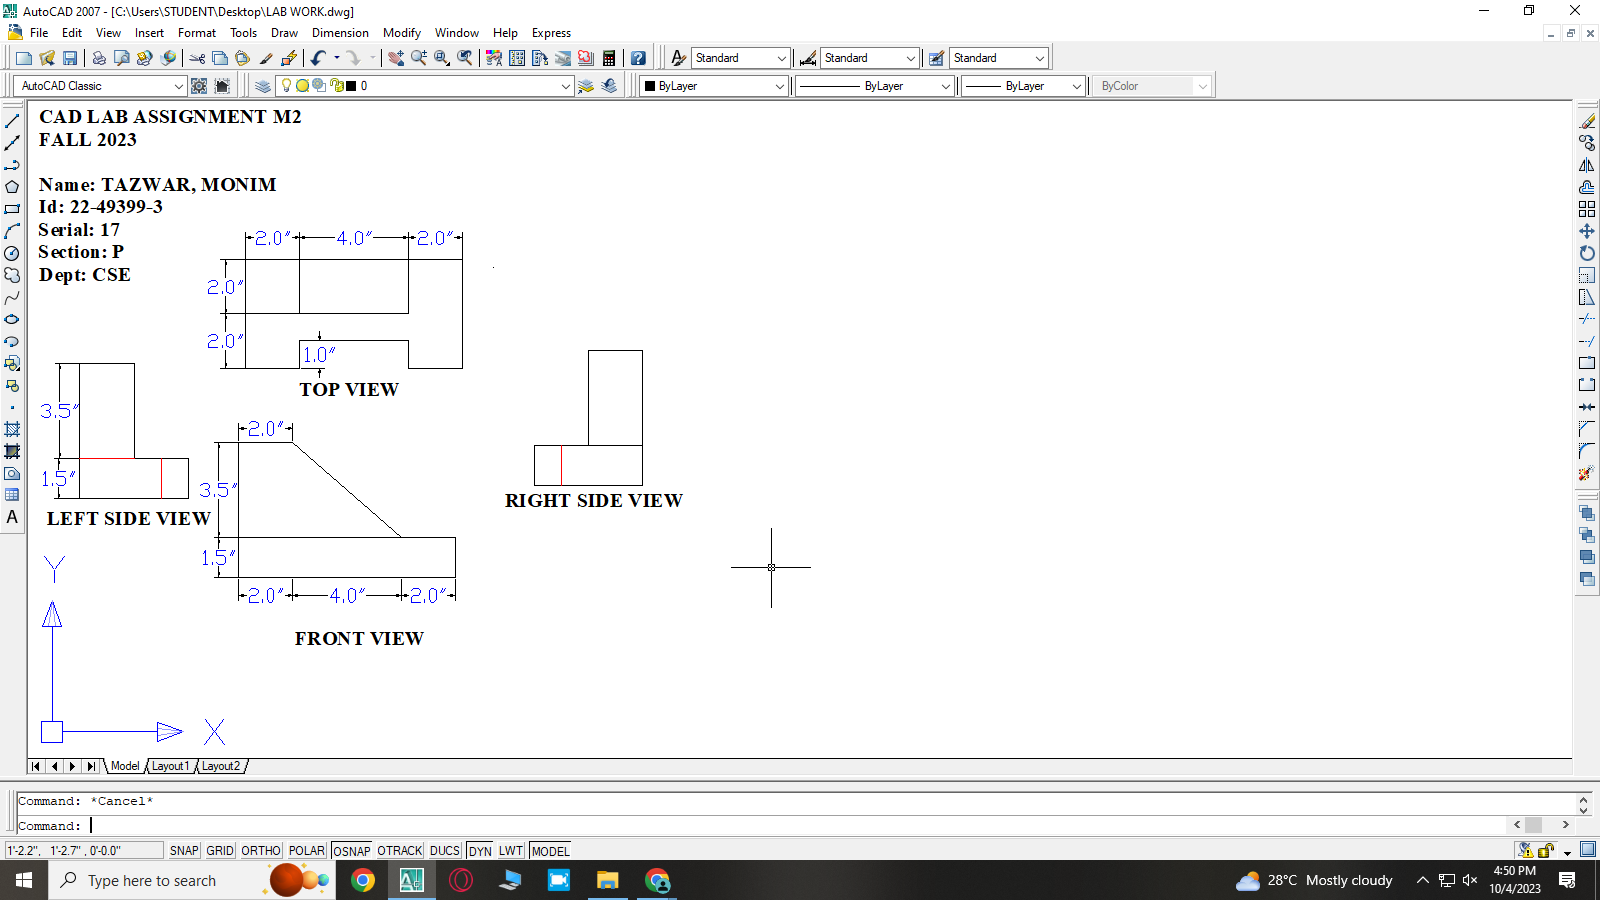 AutoCAD 2007 - [C:\Users\STUDENT\Desktop\LAB WORK.dwg]
File Edit View Insert Format Tools Draw Dimension Modify Window Help Express
Standard Standard Standard
AutoCAD Classic 0 ByLayer ByLayer ByLayer ByColor
CAD LAB ASSIGNMENT M2
FALL 2023
Name: TAZWAR, MONIM
Id: 22-49399-3
Serial: 17
Section: P
Dept: CSE
2.0" 4.0" 2.0"
2.0"
2.0"
1.0"
TOP VIEW
3.5"
1.5"
LEFT SIDE VIEW
2.0"
3.5"
1.5"
2.0" 4.0" 2.0"
FRONT VIEW
RIGHT SIDE VIEW
Y
X
Model Layout1 Layout2
Command: *Cancel*
Command:
1'-2.2", 1'-2.7" , 0'-0.0" SNAP GRID ORTHO POLAR OSNAP OTRACK DUCS DYN LWT MODEL
Type here to search 28°C Mostly cloudy 4:50 PM
10/4/2023